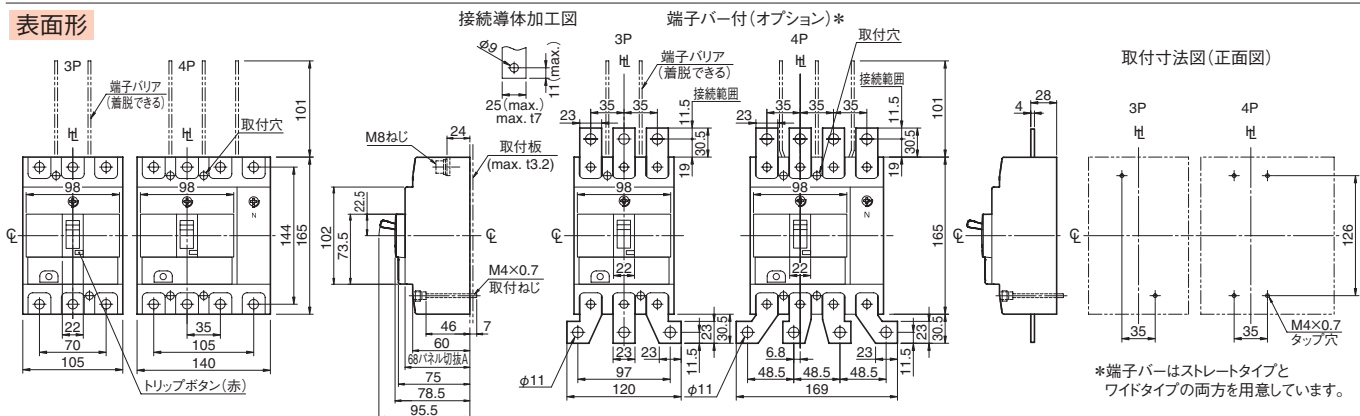 表面形
接続導体加工図
端子バー付(オプション)*
取付寸法図(正面図)
3P
4P
端子バリア
(着脱できる)
取付穴
101
98
98
144
165
N
22
70
105
35
105
140
トリップボタン(赤)
φ9
11(max.)
25(max.)
max. t7
M8ねじ
24
取付板
(max. t3.2)
22.5
102
73.5
M4×0.7
取付ねじ
46
7
60
68パネル切抜A
75
78.5
95.5
3P
端子バリア
(着脱できる)
接続範囲
35
35
23
11.5
30.5
19
98
22
23
23
23
11.5
30.5
97
120
φ11
4P
取付穴
接続範囲
35
35
35
23
11.5
30.5
19
101
98
165
N
22
6.8
23
48.5
48.5
48.5
169
φ11
23
30.5
11.5
28
4
3P
4P
126
35
35
M4×0.7
タップ穴
*端子バーはストレートタイプと
ワイドタイプの両方を用意しています。